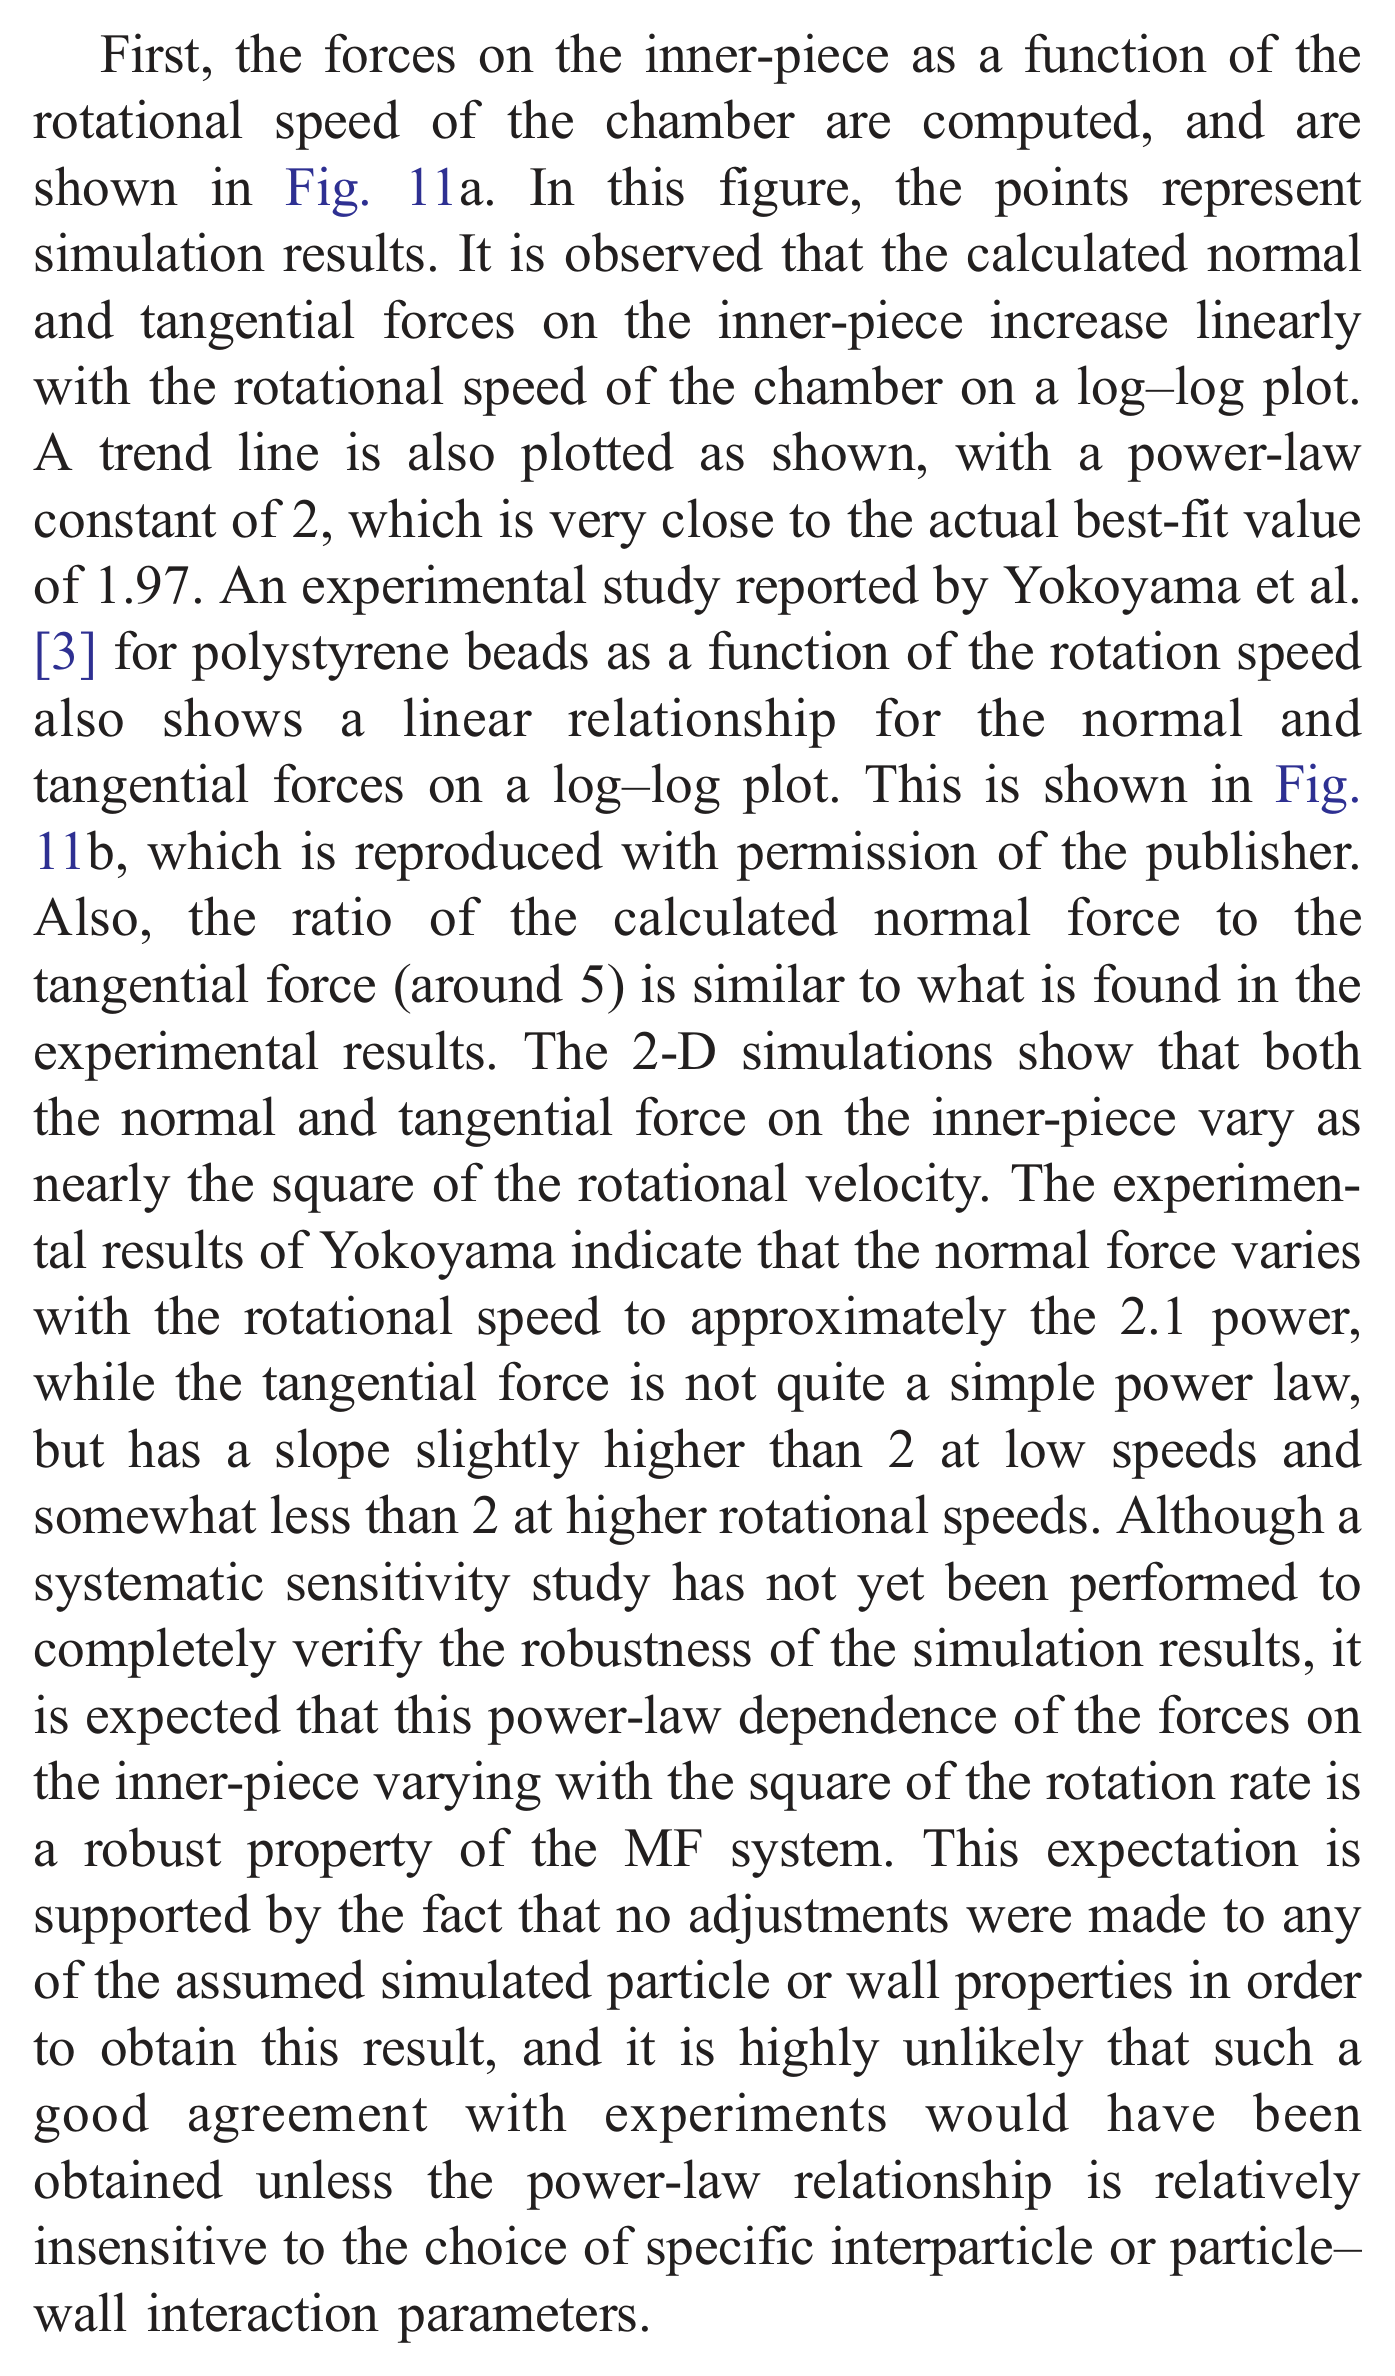 First, the forces on the inner-piece as a function of the
rotational speed of the chamber are computed, and are
shown in Fig. 11a. In this figure, the points represent
simulation results. It is observed that the calculated normal
and tangential forces on the inner-piece increase linearly
with the rotational speed of the chamber on a log–log plot.
A trend line is also plotted as shown, with a power-law
constant of 2, which is very close to the actual best-fit value
of 1.97. An experimental study reported by Yokoyama et al.
[3] for polystyrene beads as a function of the rotation speed
also shows a linear relationship for the normal and
tangential forces on a log–log plot. This is shown in Fig.
11b, which is reproduced with permission of the publisher.
Also, the ratio of the calculated normal force to the
tangential force (around 5) is similar to what is found in the
experimental results. The 2-D simulations show that both
the normal and tangential force on the inner-piece vary as
nearly the square of the rotational velocity. The experimen-
tal results of Yokoyama indicate that the normal force varies
with the rotational speed to approximately the 2.1 power,
while the tangential force is not quite a simple power law,
but has a slope slightly higher than 2 at low speeds and
somewhat less than 2 at higher rotational speeds. Although a
systematic sensitivity study has not yet been performed to
completely verify the robustness of the simulation results, it
is expected that this power-law dependence of the forces on
the inner-piece varying with the square of the rotation rate is
a robust property of the MF system. This expectation is
supported by the fact that no adjustments were made to any
of the assumed simulated particle or wall properties in order
to obtain this result, and it is highly unlikely that such a
good agreement with experiments would have been
obtained unless the power-law relationship is relatively
insensitive to the choice of specific interparticle or particle–
wall interaction parameters.